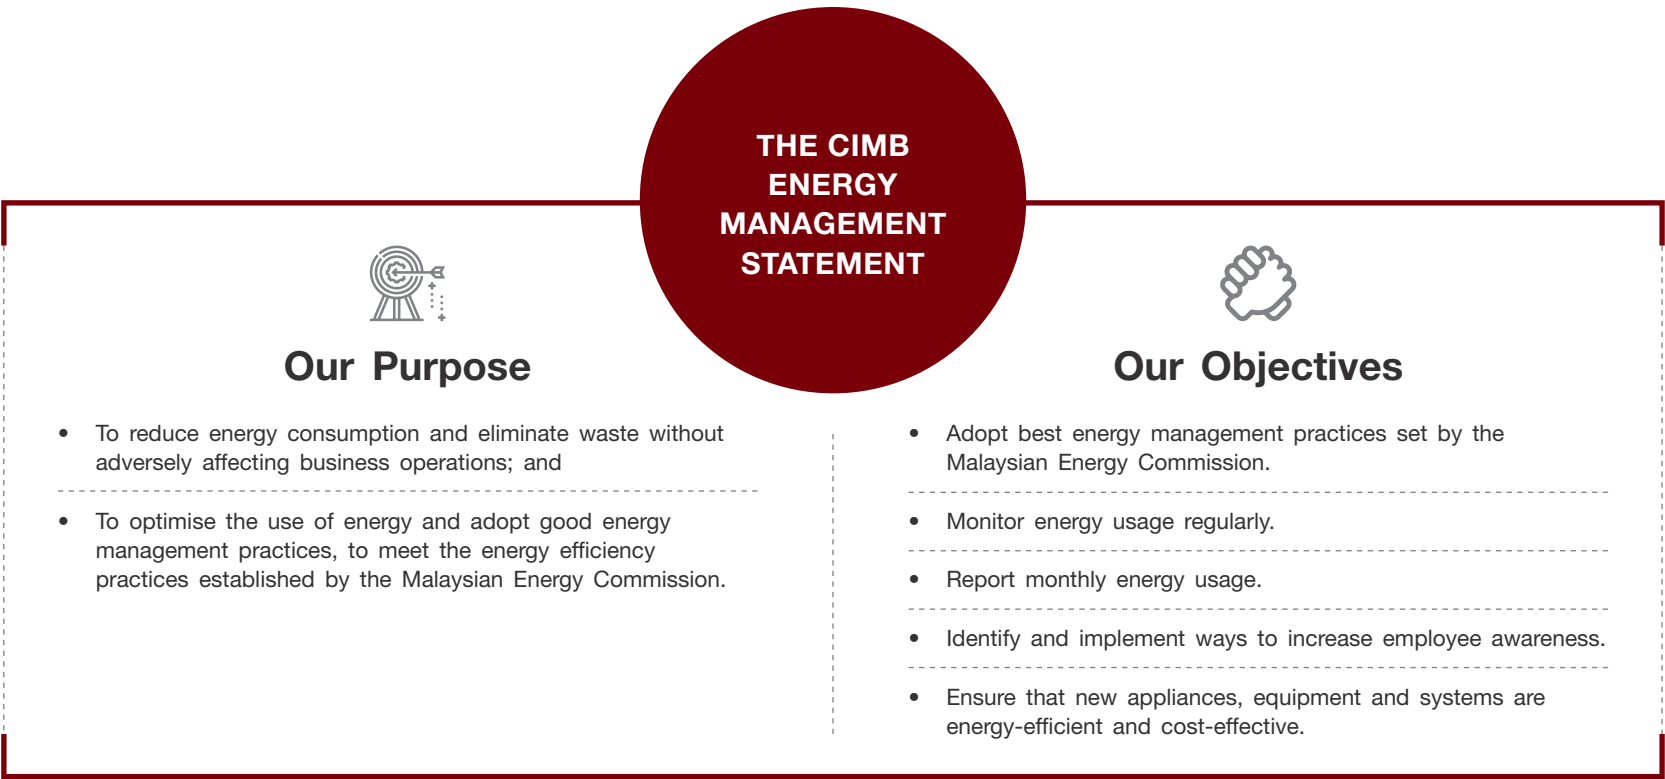 THE CIMB
ENERGY
MANAGEMENT
STATEMENT
Our Purpose
• To reduce energy consumption and eliminate waste without
adversely affecting business operations; and
• To optimise the use of energy and adopt good energy
management practices, to meet the energy efficiency
practices established by the Malaysian Energy Commission.
Our Objectives
• Adopt best energy management practices set by the
Malaysian Energy Commission.
• Monitor energy usage regularly.
• Report monthly energy usage.
• Identify and implement ways to increase employee awareness.
• Ensure that new appliances, equipment and systems are
energy-efficient and cost-effective.